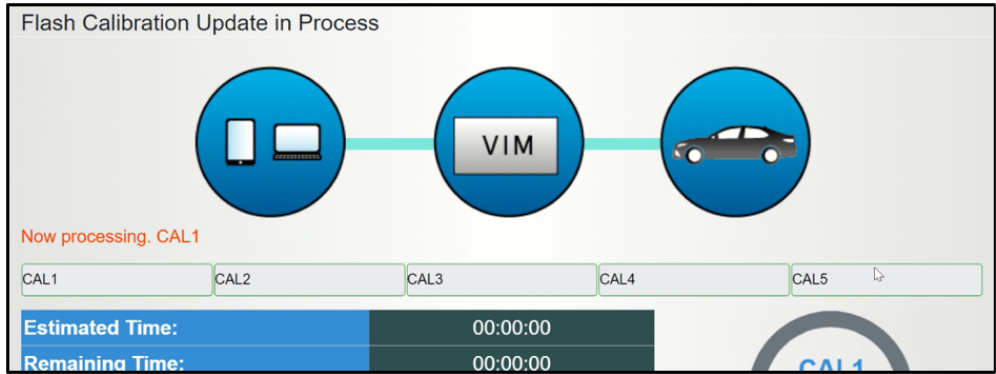 Flash Calibration Update in Process
VIM
Now processing. CAL1
CAL1 CAL2 CAL3 CAL4 CAL5
Estimated Time: 00:00:00
Remaining Time: 00:00:00
CAL1